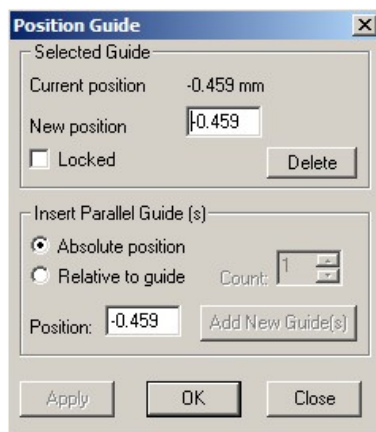 Position Guide
Selected Guide
Current position -0.459 mm
New position -0.459
Locked
Delete
Insert Parallel Guide (s)
Absolute position
Relative to guide
Count: 1
Position: -0.459 Add New Guide(s)
Apply OK Close